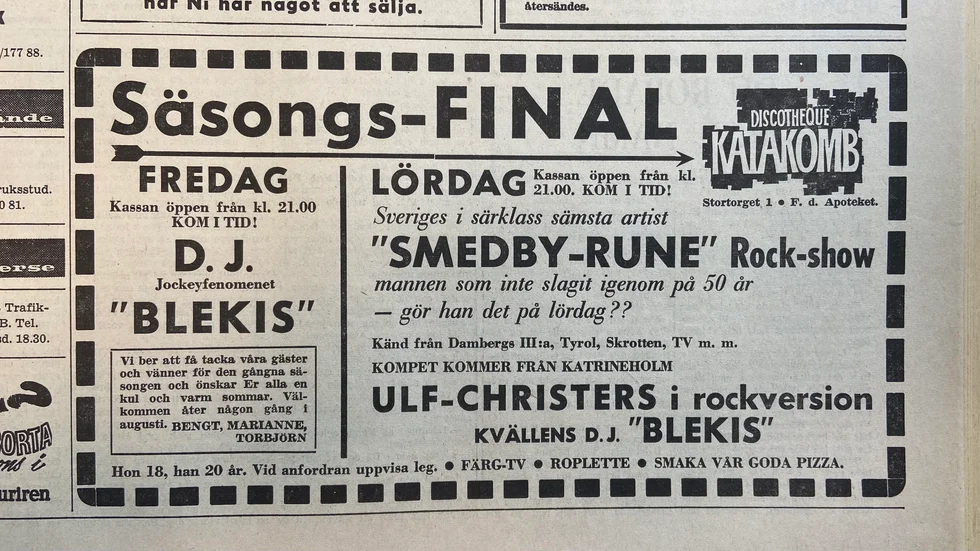 har Ni har något att sälja.
återsändes.
/177 88.
nde
ruksstud.
0 81.
erse
Trafik-
B. Tel.
sd. 18.30.
?
ORTA
ns i
uriren
Säsongs-FINAL
DISCOTHEQUE
KATAKOMB
Stortorget 1 • F. d. Apoteket.
FREDAG
Kassan öppen från kl. 21.00
KOM I TID!
D. J.
Jockeyfenomenet
"BLEKIS"
Vi ber att få tacka våra gäster
och vänner för den gångna sä-
songen och önskar Er alla en
kul och varm sommar. Väl-
kommen åter någon gång i
augusti. BENGT, MARIANNE,
TORBJÖRN
LÖRDAG Kassan öppen från kl.
21.00. KOM I TID!
Sveriges i särklass sämsta artist
"SMEDBY-RUNE" Rock-show
mannen som inte slagit igenom på 50 år
— gör han det på lördag??
Känd från Dambergs III:a, Tyrol, Skrotten, TV m. m.
KOMPET KOMMER FRÅN KATRINEHOLM
ULF-CHRISTERS i rockversion
KVÄLLENS D. J. "BLEKIS"
Hon 18, han 20 år. Vid anfordran uppvisa leg. • FÄRG-TV • ROPLETTE • SMAKA VÅR GODA PIZZA.